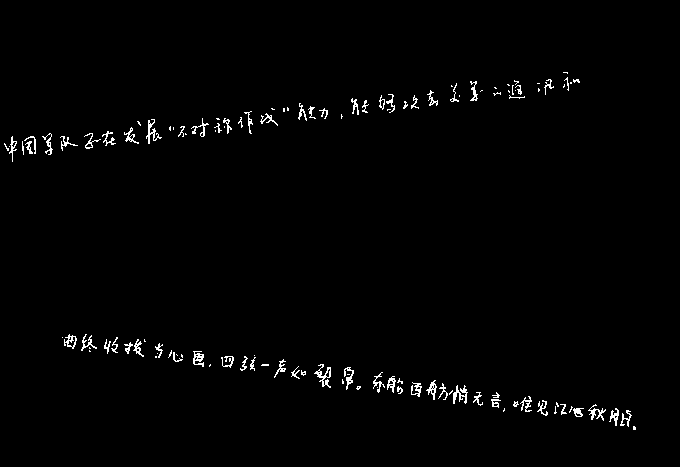 中国军队正在发展“不对称作战”能力,能够攻击美军的通讯和
曲终收拨当心画,四弦一声如裂帛。东船西舫悄无言,唯见江心秋月白。